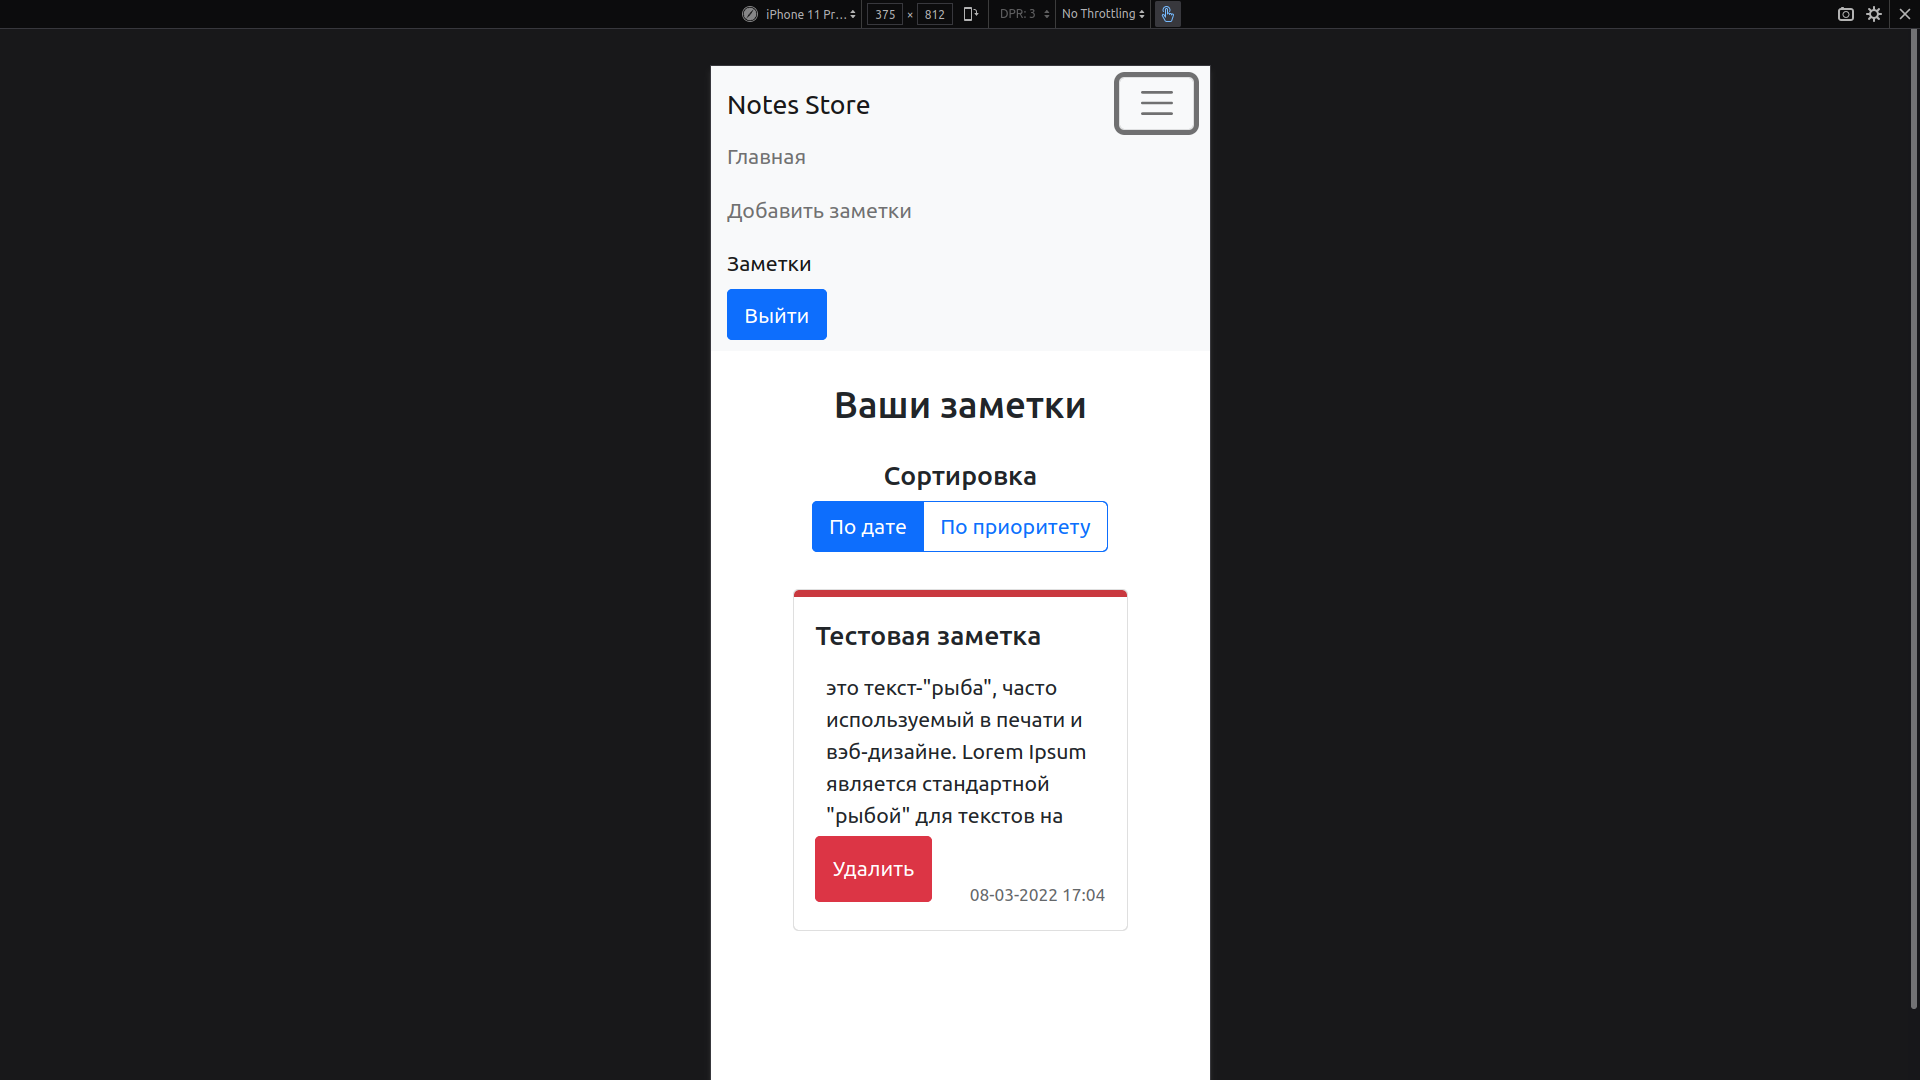 iPhone 11 Pr... 375 × 812 DPR: 3 No Throttling
Notes Store
Главная
Добавить заметки
Заметки
Выйти
Ваши заметки
Сортировка
По дате По приоритету
Тестовая заметка
это текст-"рыба", часто
используемый в печати и
вэб-дизайне. Lorem Ipsum
является стандартной
"рыбой" для текстов на
Удалить
08-03-2022 17:04